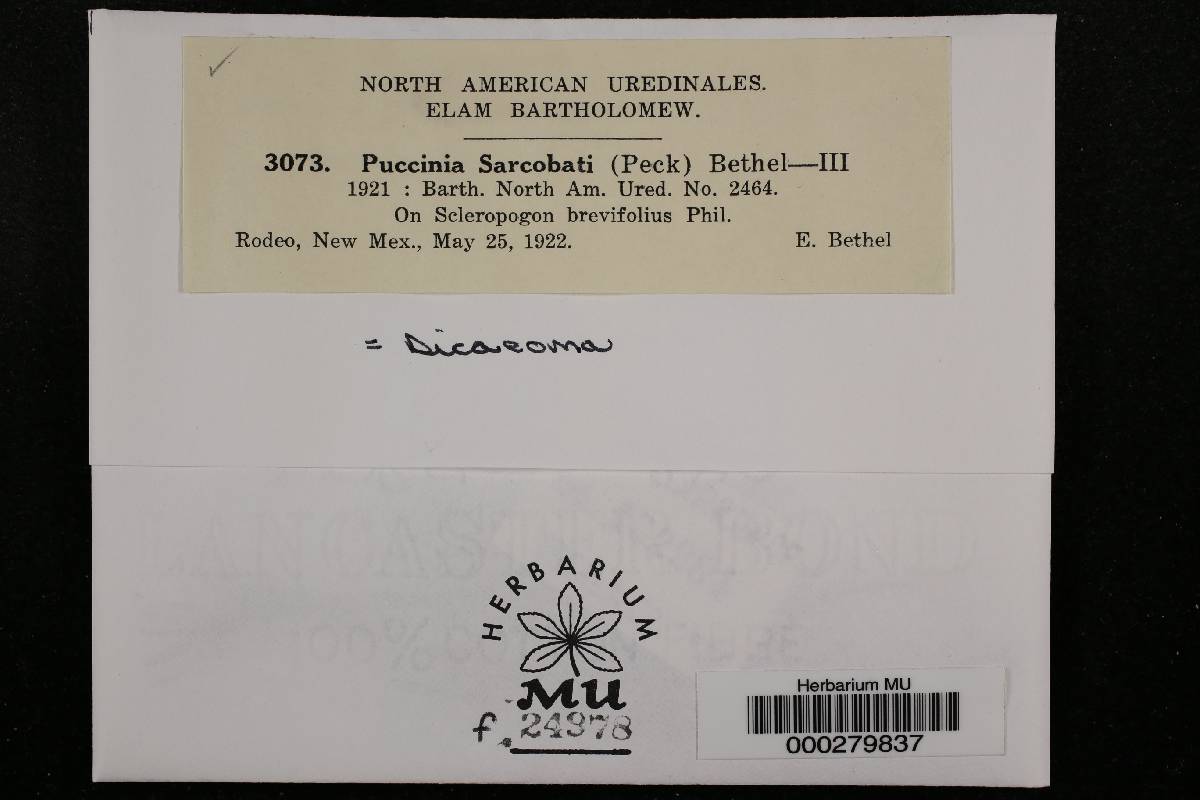 NORTH AMERICAN UREDINALES.
ELAM BARTHOLOMEW.
3073. Puccinia Sarcobati (Peck) Bethel—III
1921 : Barth. North Am. Ured. No. 2464.
On Scleropogon brevifolius Phil.
Rodeo, New Mex., May 25, 1922. E. Bethel
= Dicaeoma
HERBARIUM
MU
f. 24978
Herbarium MU
000279837